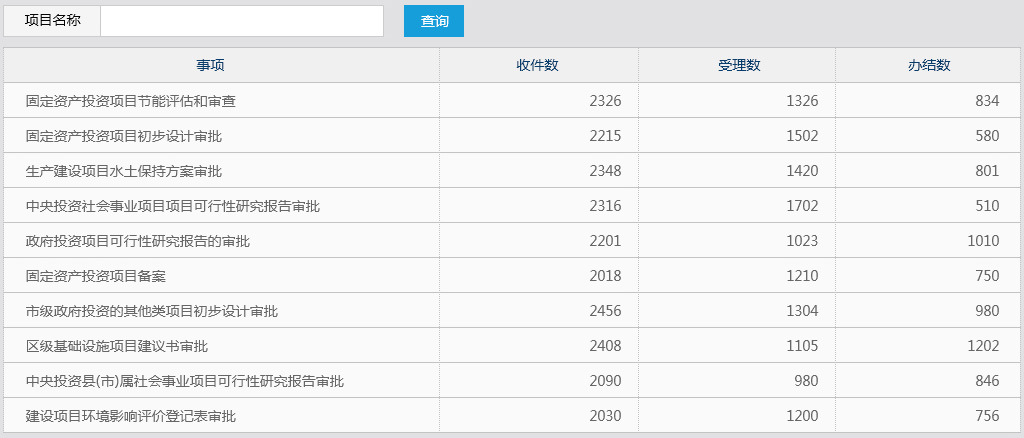 项目名称 查询
事项 收件数 受理数 办结数
固定资产投资项目节能评估和审查 2326 1326 834
固定资产投资项目初步设计审批 2215 1502 580
生产建设项目水土保持方案审批 2348 1420 801
中央投资社会事业项目项目可行性研究报告审批 2316 1702 510
政府投资项目可行性研究报告的审批 2201 1023 1010
固定资产投资项目备案 2018 1210 750
市级政府投资的其他类项目初步设计审批 2456 1304 980
区级基础设施项目建议书审批 2408 1105 1202
中央投资县(市)属社会事业项目可行性研究报告审批 2090 980 846
建设项目环境影响评价登记表审批 2030 1200 756